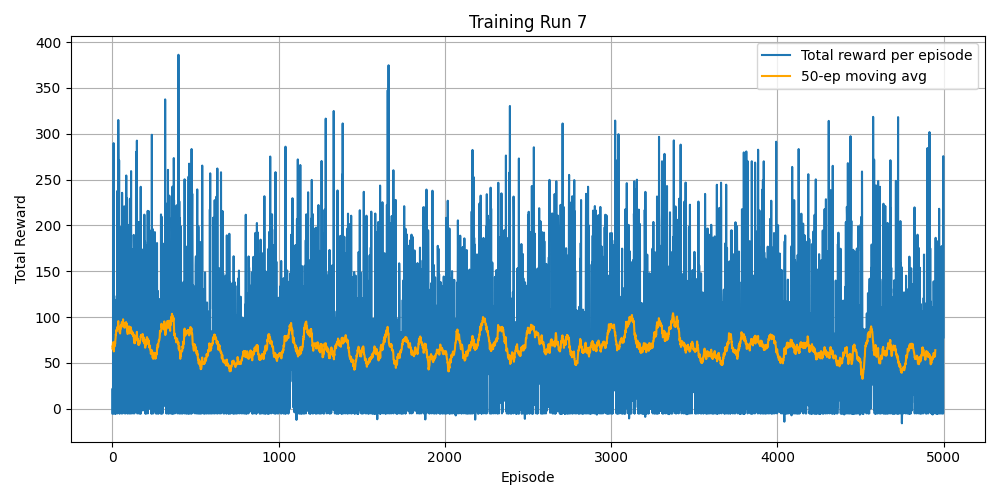 Training Run 7
Total Reward
400
350
300
250
200
150
100
50
0
Total reward per episode
50-ep moving avg
0 1000 2000 3000 4000 5000
Episode